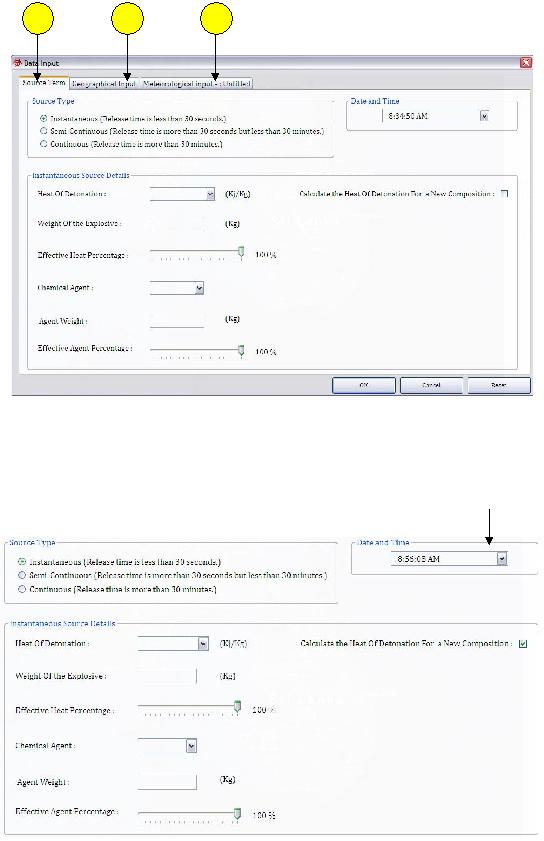 Data Input
Source Term Geographical Input Meteorological input - : Untitled
Source Type
Date and Time
Instantaneous (Release time is less than 30 seconds.)
8:34:50 AM
Semi-Continuous (Release time is more than 30 seconds but less than 30 minutes.)
Continuous (Release time is more than 30 minutes.)
Instantaneous Source Details
Heat Of Detonation : (Kj/Kg) Calculate the Heat Of Detonation For a New Composition :
Weight Of the Explosive : (Kg)
Effective Heat Percentage : 100 %
Chemical Agent :
Agent Weight : (Kg)
Effective Agent Percentage : 100 %
OK Cancel Reset
Source Type
Date and Time
Instantaneous (Release time is less than 30 seconds.)
8:56:08 AM
Semi-Continuous (Release time is more than 30 seconds but less than 30 minutes.)
Continuous (Release time is more than 30 minutes.)
Instantaneous Source Details
Heat Of Detonation : (Kj/Kg) Calculate the Heat Of Detonation For a New Composition :
Weight Of the Explosive : (Kg)
Effective Heat Percentage : 100 %
Chemical Agent :
Agent Weight : (Kg)
Effective Agent Percentage : 100 %